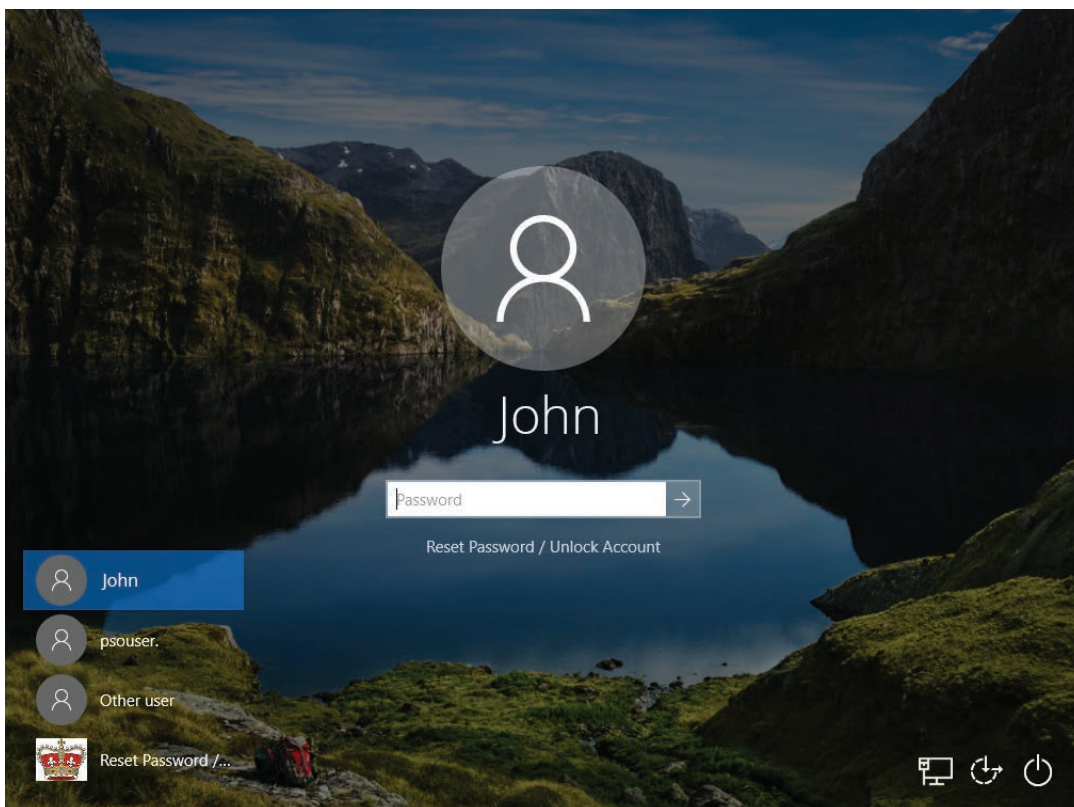 John
Password
Reset Password / Unlock Account
John
psouser.
Other user
Reset Password /...